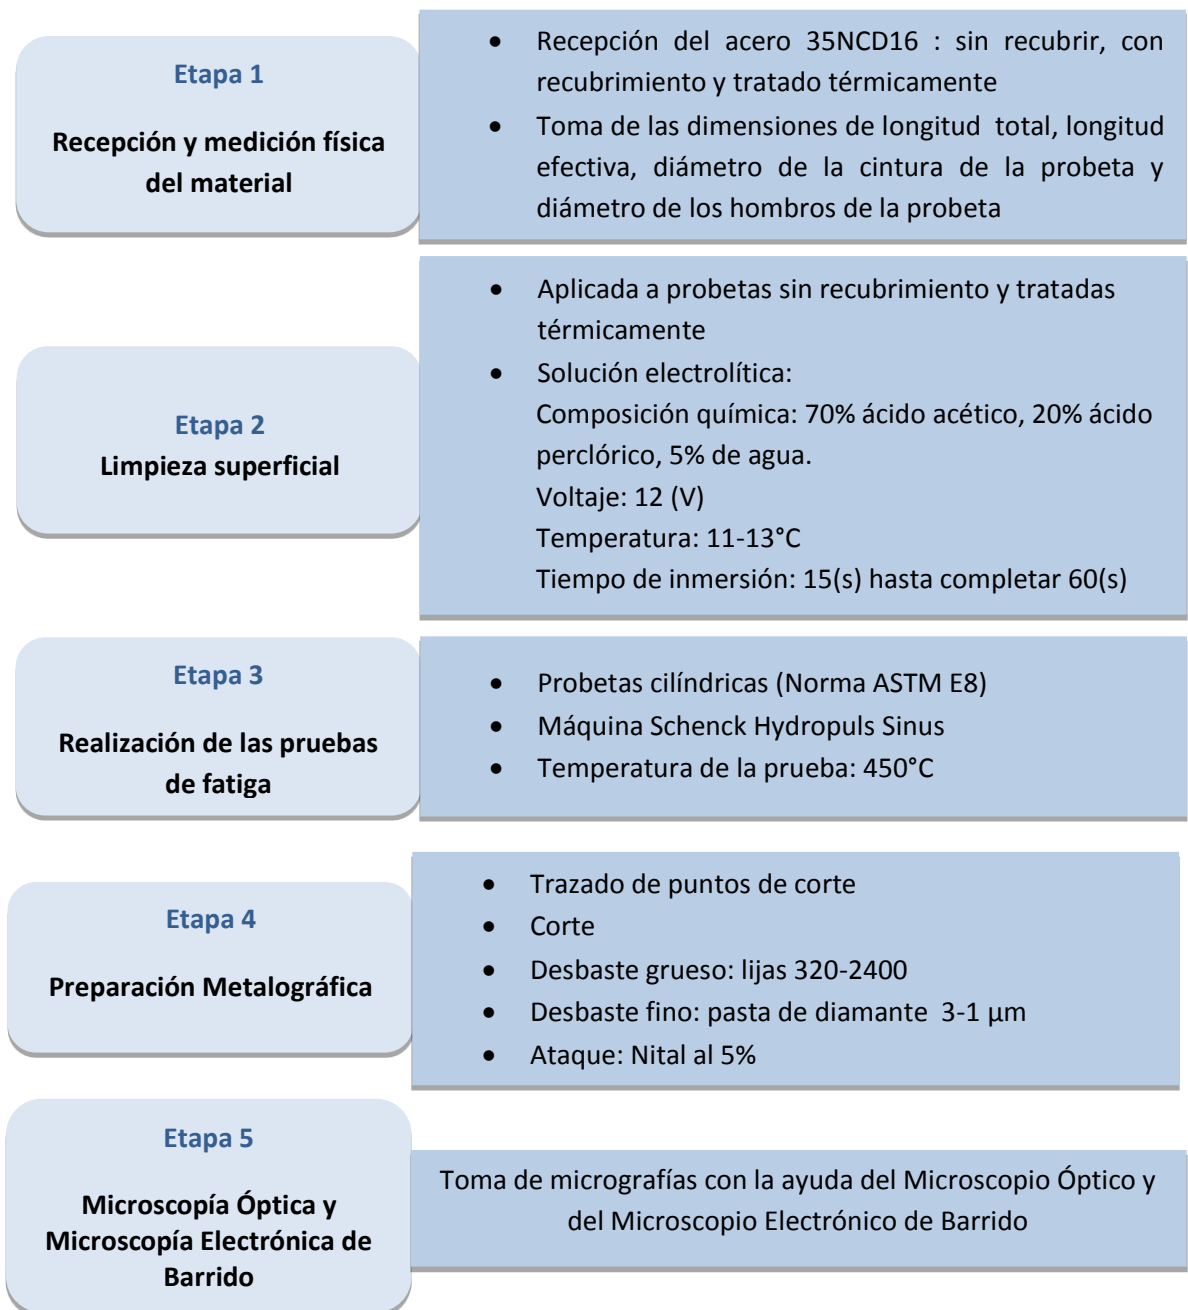 Etapa 1
Recepción y medición física
del material
• Recepción del acero 35NCD16 : sin recubrir, con
recubrimiento y tratado térmicamente
• Toma de las dimensiones de longitud total, longitud
efectiva, diámetro de la cintura de la probeta y
diámetro de los hombros de la probeta
Etapa 2
Limpieza superficial
• Aplicada a probetas sin recubrimiento y tratadas
térmicamente
• Solución electrolítica:
Composición química: 70% ácido acético, 20% ácido
perclórico, 5% de agua.
Voltaje: 12 (V)
Temperatura: 11-13°C
Tiempo de inmersión: 15(s) hasta completar 60(s)
Etapa 3
Realización de las pruebas
de fatiga
• Probetas cilíndricas (Norma ASTM E8)
• Máquina Schenck Hydropuls Sinus
• Temperatura de la prueba: 450°C
Etapa 4
Preparación Metalográfica
• Trazado de puntos de corte
• Corte
• Desbaste grueso: lijas 320-2400
• Desbaste fino: pasta de diamante 3-1 µm
• Ataque: Nital al 5%
Etapa 5
Microscopía Óptica y
Microscopía Electrónica de
Barrido
Toma de micrografías con la ayuda del Microscopio Óptico y
del Microscopio Electrónico de Barrido